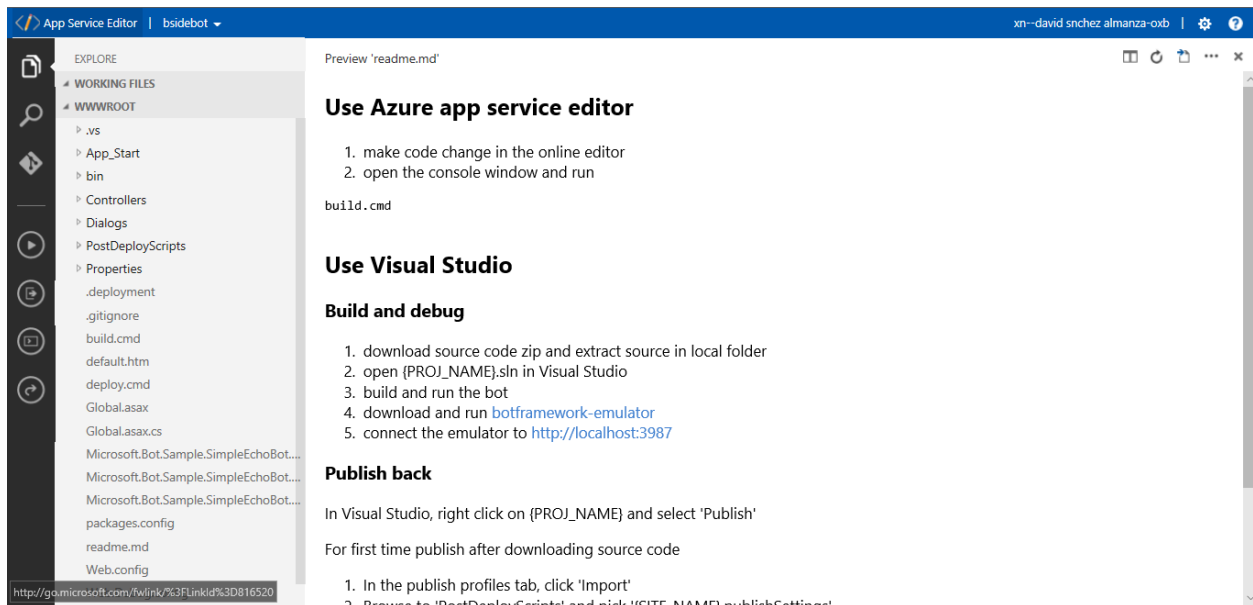 App Service Editor | bsidebot
xn--david snchez almanza-oxb |
EXPLORE
WORKING FILES
WWWROOT
.vs
App_Start
bin
Controllers
Dialogs
PostDeployScripts
Properties
.deployment
.gitignore
build.cmd
default.htm
deploy.cmd
Global.asax
Global.asax.cs
Microsoft.Bot.Sample.SimpleEchoBot....
Microsoft.Bot.Sample.SimpleEchoBot....
Microsoft.Bot.Sample.SimpleEchoBot....
packages.config
readme.md
Web.config
http://go.microsoft.com/fwlink/%3FLinkId%3D816520
Preview 'readme.md'
Use Azure app service editor
1. make code change in the online editor
2. open the console window and run
build.cmd
Use Visual Studio
Build and debug
1. download source code zip and extract source in local folder
2. open {PROJ_NAME}.sln in Visual Studio
3. build and run the bot
4. download and run botframework-emulator
5. connect the emulator to http://localhost:3987
Publish back
In Visual Studio, right click on {PROJ_NAME} and select 'Publish'
For first time publish after downloading source code
1. In the publish profiles tab, click 'Import'
2. Browse to 'PostDeployScripts' and pick '{SITE_NAME}.publishSettings'